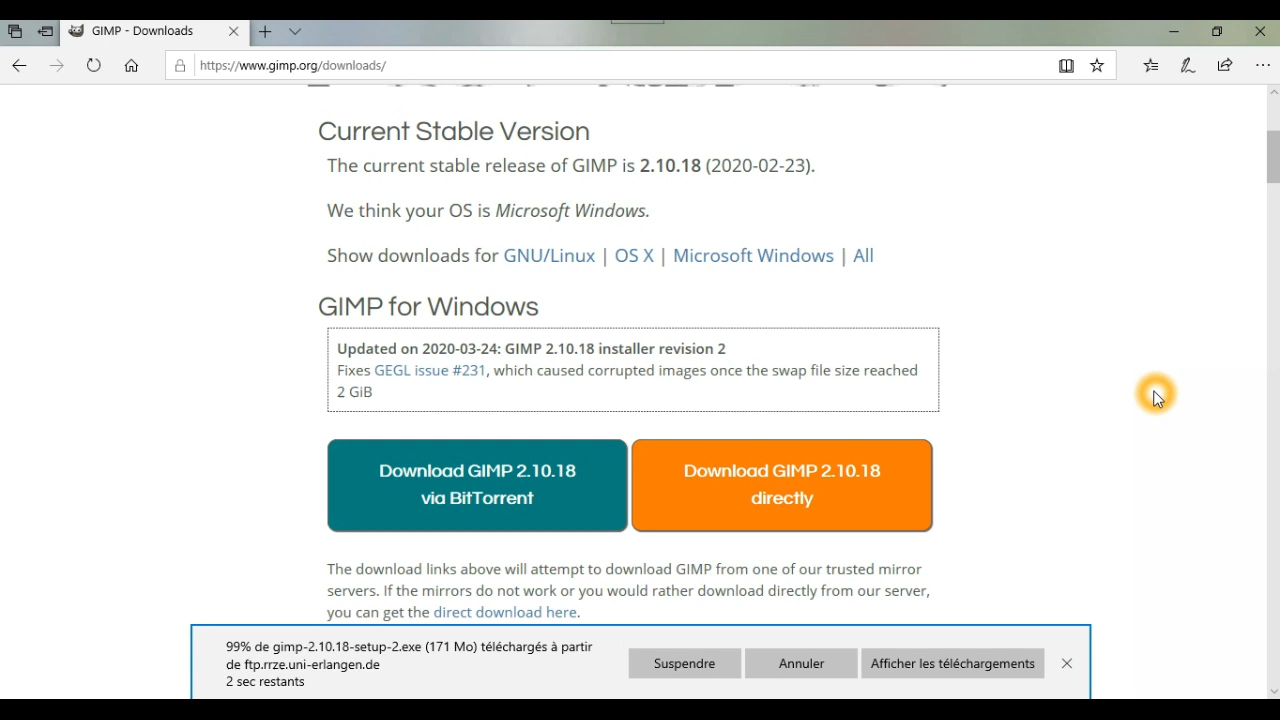 GIMP - Downloads
https://www.gimp.org/downloads/
Current Stable Version
The current stable release of GIMP is 2.10.18 (2020-02-23).
We think your OS is Microsoft Windows.
Show downloads for GNU/Linux | OS X | Microsoft Windows | All
GIMP for Windows
Updated on 2020-03-24: GIMP 2.10.18 installer revision 2
Fixes GEGL issue #231, which caused corrupted images once the swap file size reached
2 GiB
Download GIMP 2.10.18
via BitTorrent
Download GIMP 2.10.18
directly
The download links above will attempt to download GIMP from one of our trusted mirror
servers. If the mirrors do not work or you would rather download directly from our server,
you can get the direct download here.
99% de gimp-2.10.18-setup-2.exe (171 Mo) téléchargés à partir
de ftp.rrze.uni-erlangen.de
2 sec restants
Suspendre
Annuler
Afficher les téléchargements